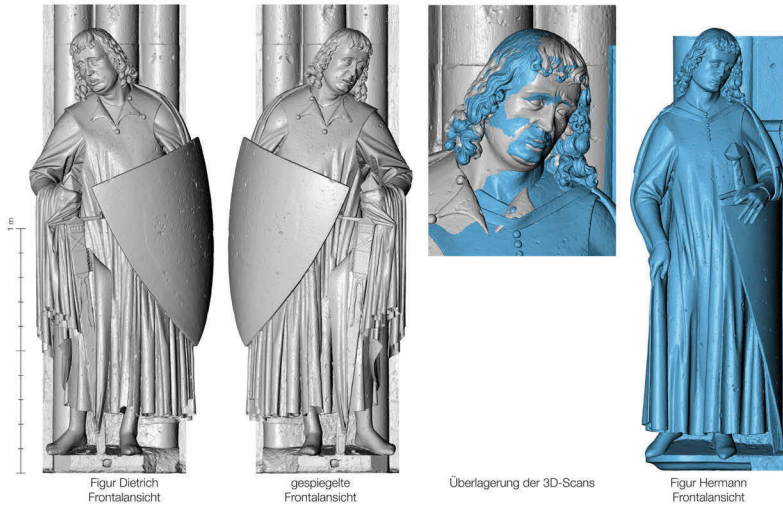 1 m
Figur Dietrich
Frontalansicht
gespiegelte
Frontalansicht
Überlagerung der 3D-Scans
Figur Hermann
Frontalansicht